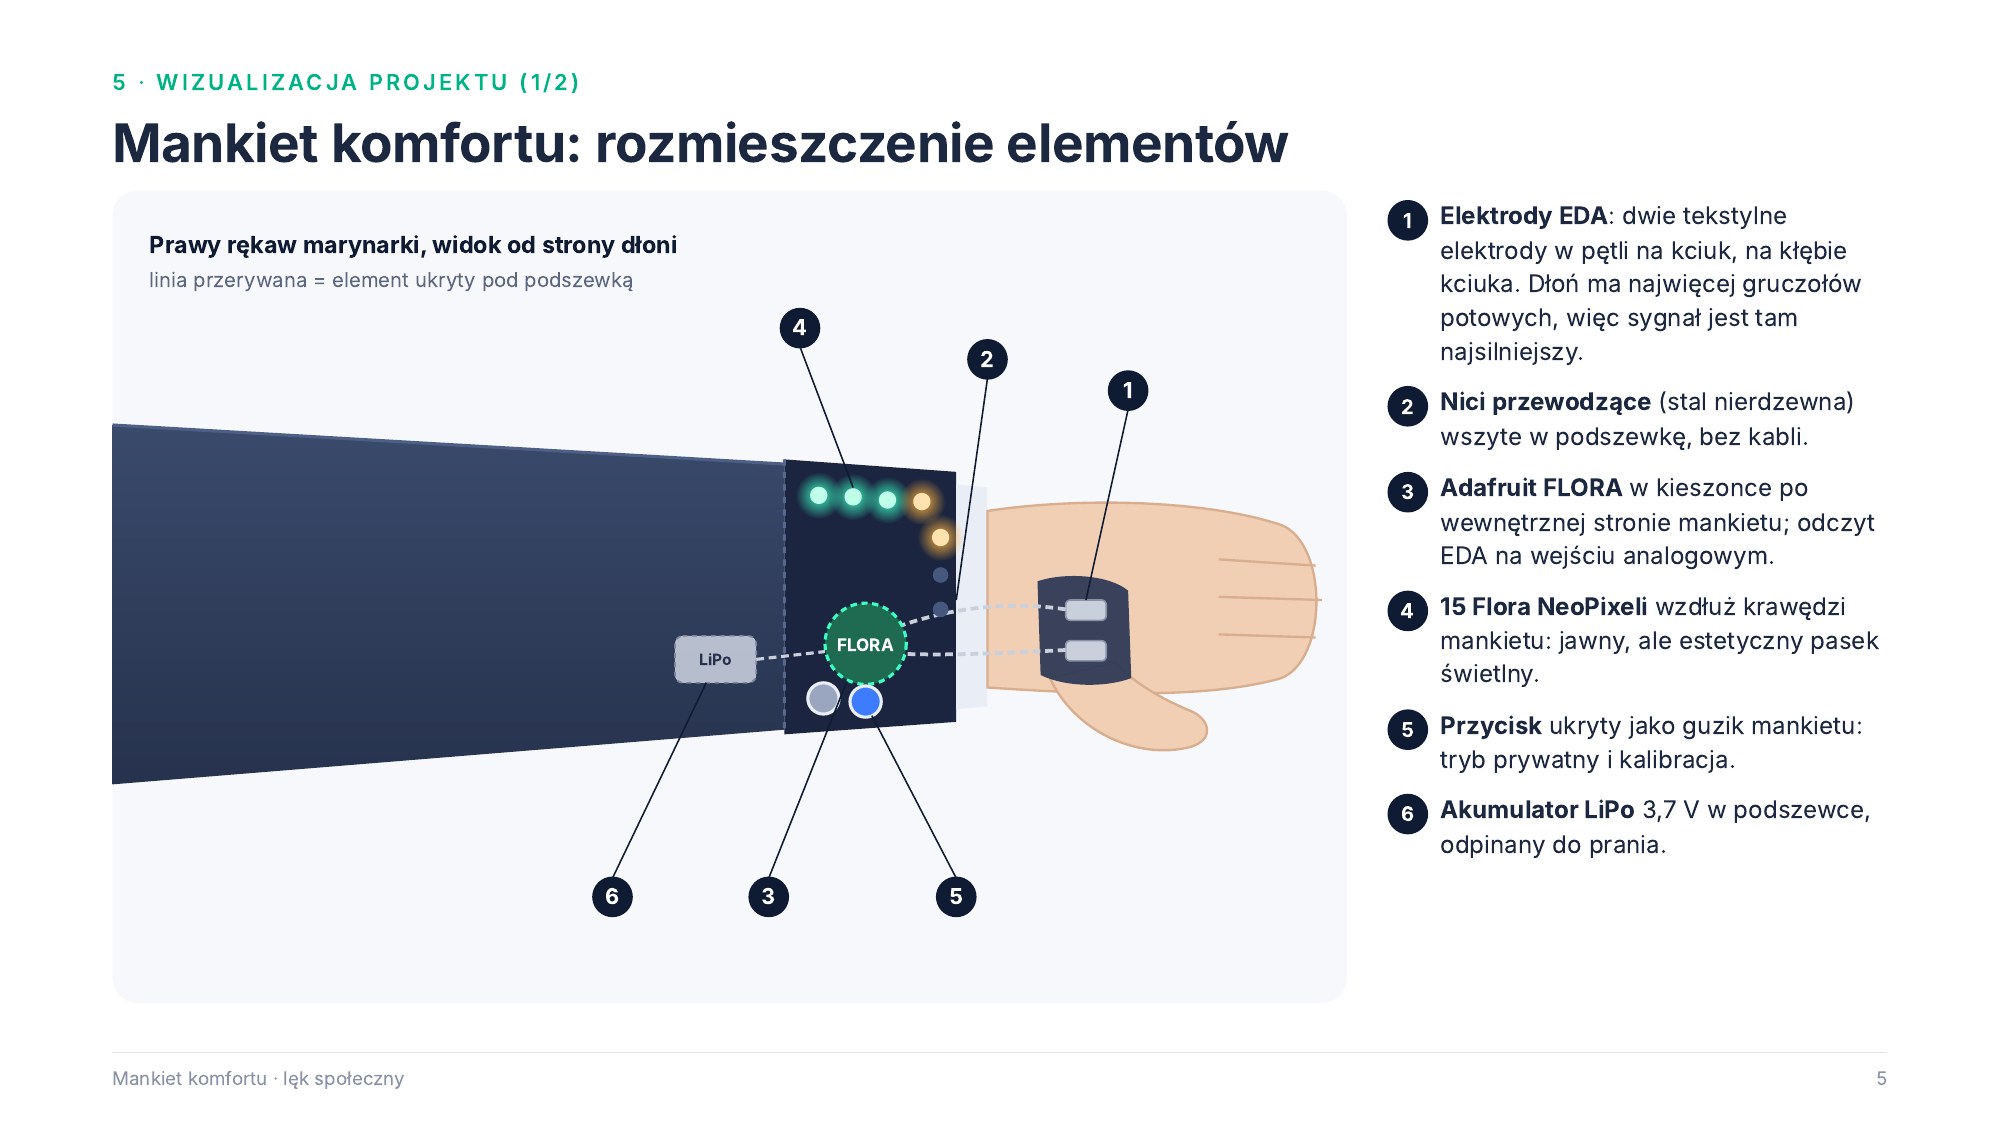 5 · WIZUALIZACJA PROJEKTU (1/2)
Mankiet komfortu: rozmieszczenie elementów
Prawy rękaw marynarki, widok od strony dłoni
linia przerywana = element ukryty pod podszewką
4
2
1
FLORA
LiPo
6
3
5
1
Elektrody EDA: dwie tekstylne
elektrody w pętli na kciuk, na kłębie
kciuka. Dłoń ma najwięcej gruczołów
potowych, więc sygnał jest tam
najsilniejszy.
2
Nici przewodzące (stal nierdzewna)
wszyte w podszewkę, bez kabli.
3
Adafruit FLORA w kieszonce po
wewnętrznej stronie mankietu; odczyt
EDA na wejściu analogowym.
4
15 Flora NeoPixeli wzdłuż krawędzi
mankietu: jawny, ale estetyczny pasek
świetlny.
5
Przycisk ukryty jako guzik mankietu:
tryb prywatny i kalibracja.
6
Akumulator LiPo 3,7 V w podszewce,
odpinany do prania.
Mankiet komfortu · lęk społeczny
5